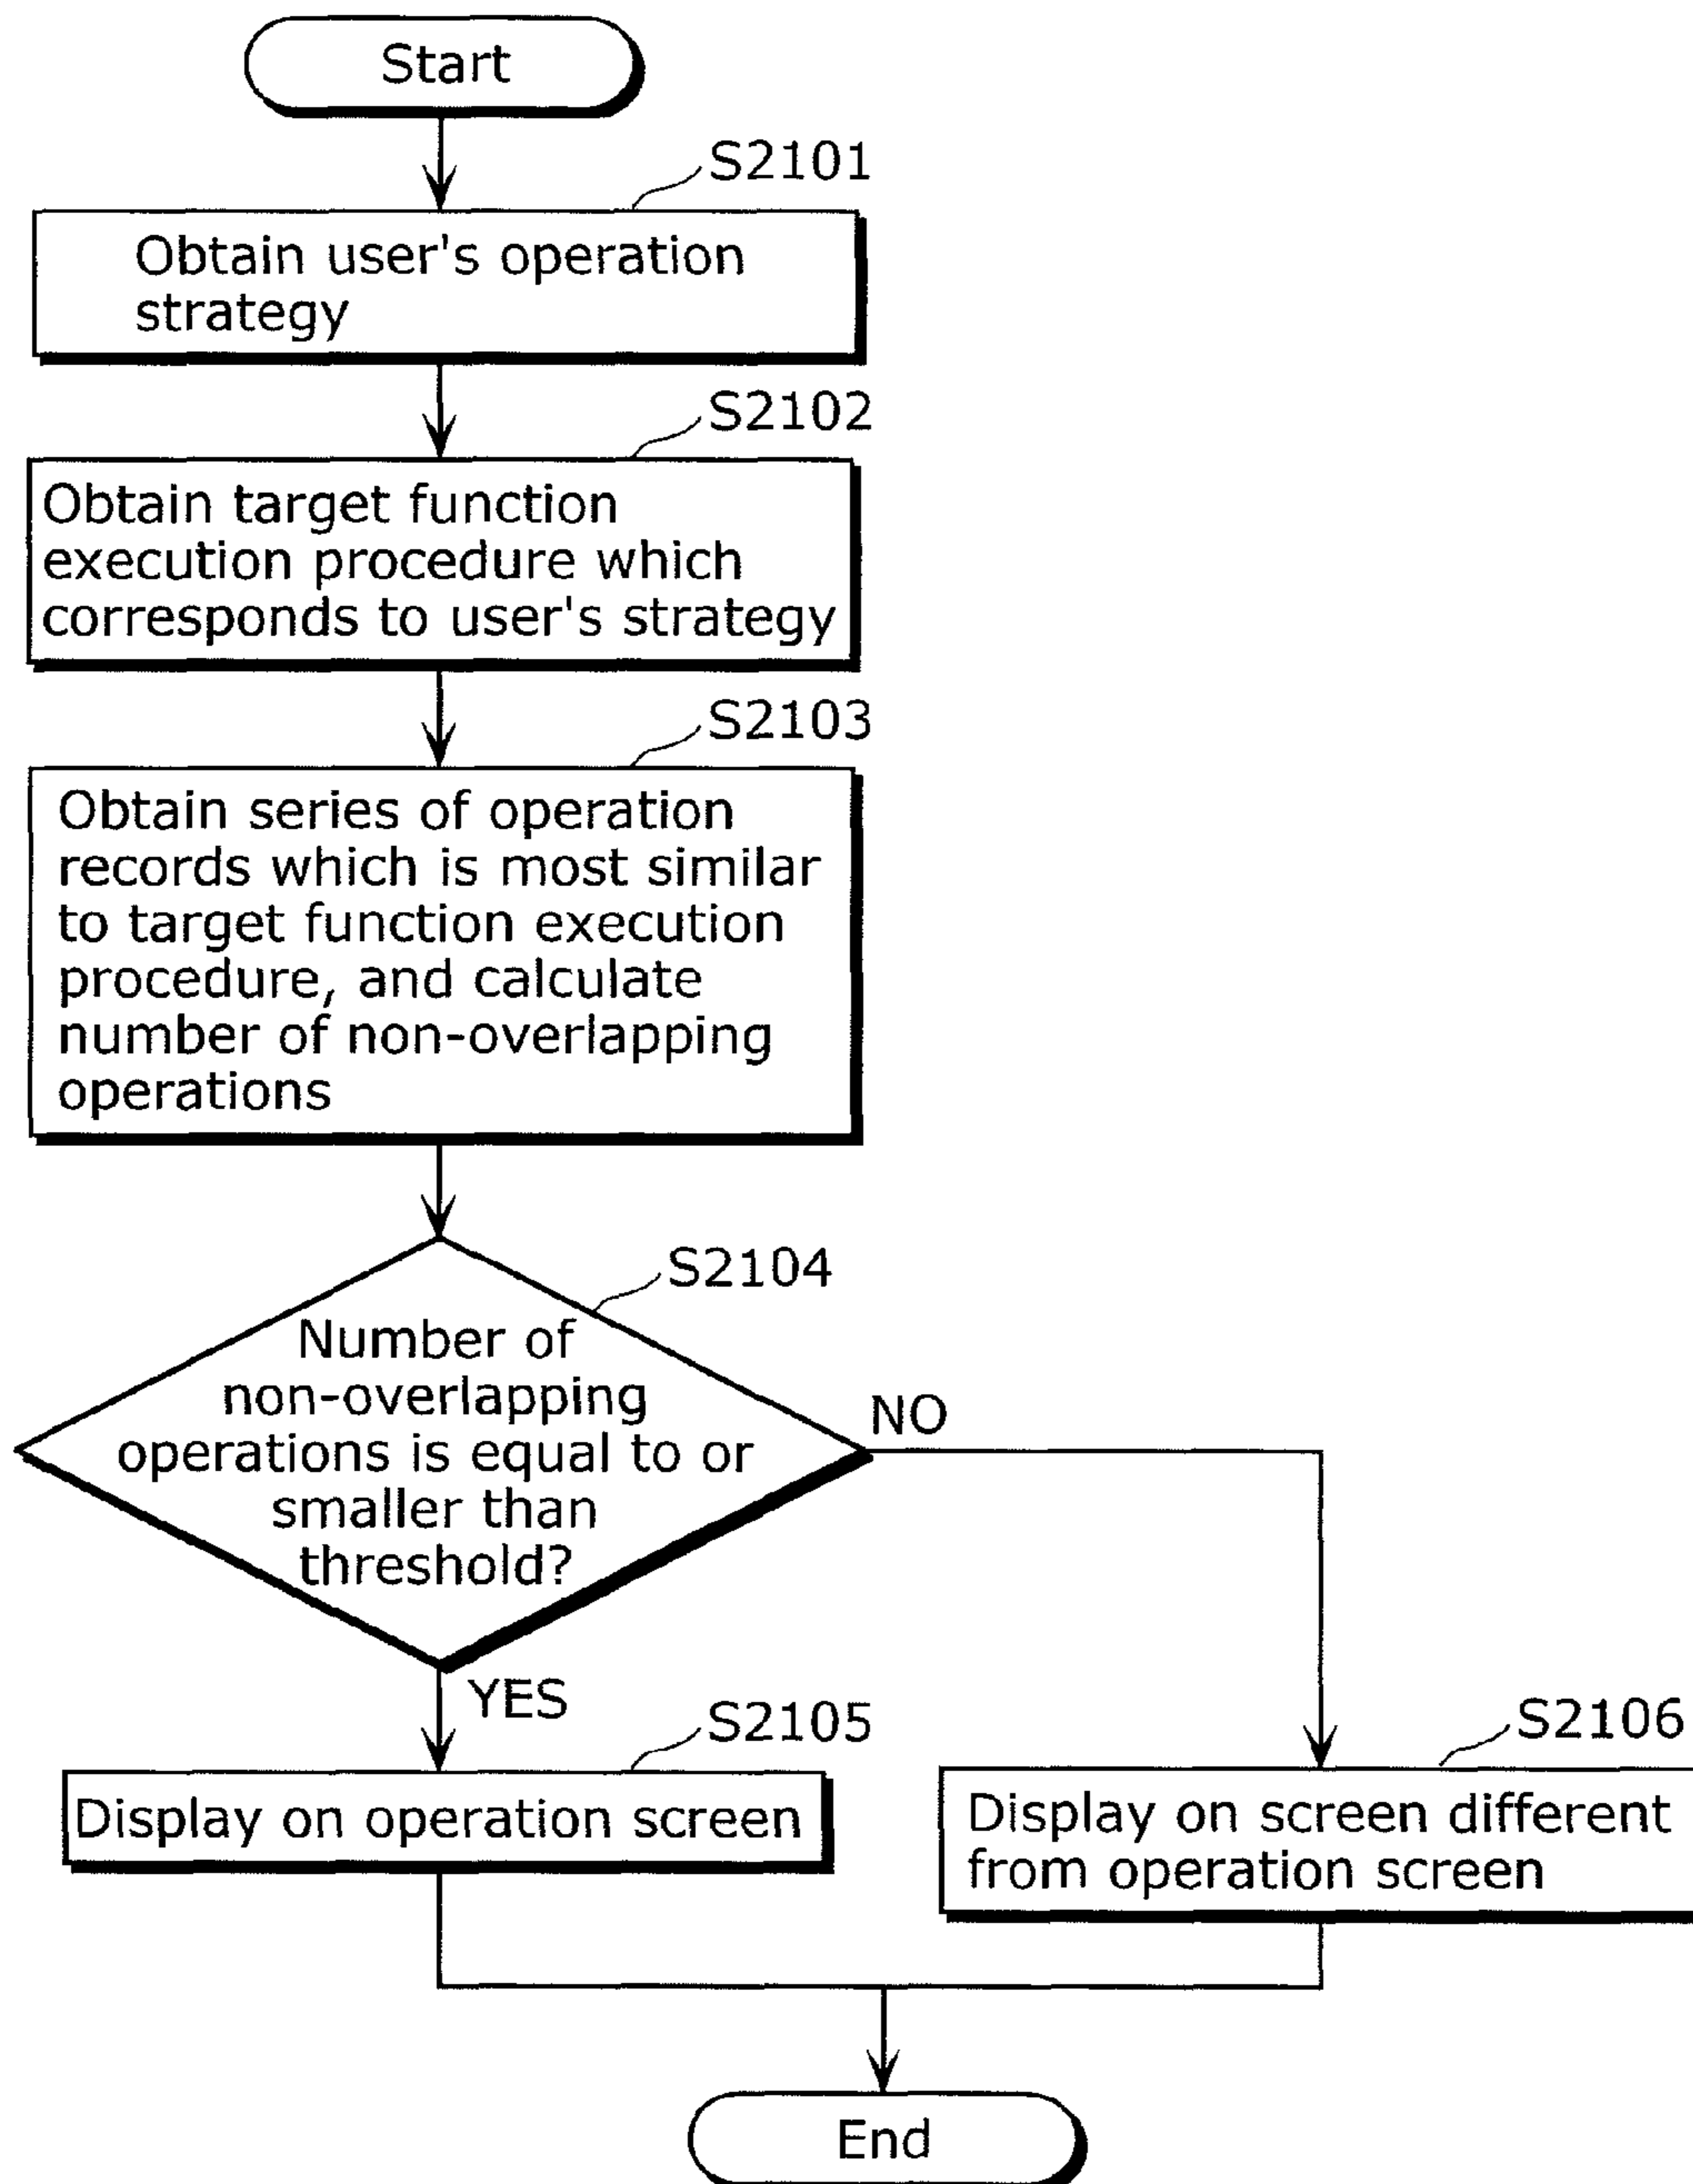 Start
S2101
Obtain user's operation
strategy
S2102
Obtain target function
execution procedure which
corresponds to user's strategy
S2103
Obtain series of operation
records which is most similar
to target function execution
procedure, and calculate
number of non-overlapping
operations
S2104
Number of
non-overlapping
operations is equal to or
smaller than
threshold?
NO
YES
S2105
Display on operation screen
S2106
Display on screen different
from operation screen
End